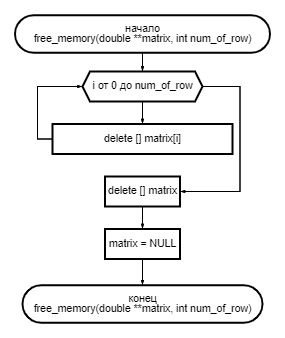 начало
free_memory(double **matrix, int num_of_row)
i от 0 до num_of_row
delete [] matrix[i]
delete [] matrix
matrix = NULL
конец
free_memory(double **matrix, int num_of_row)